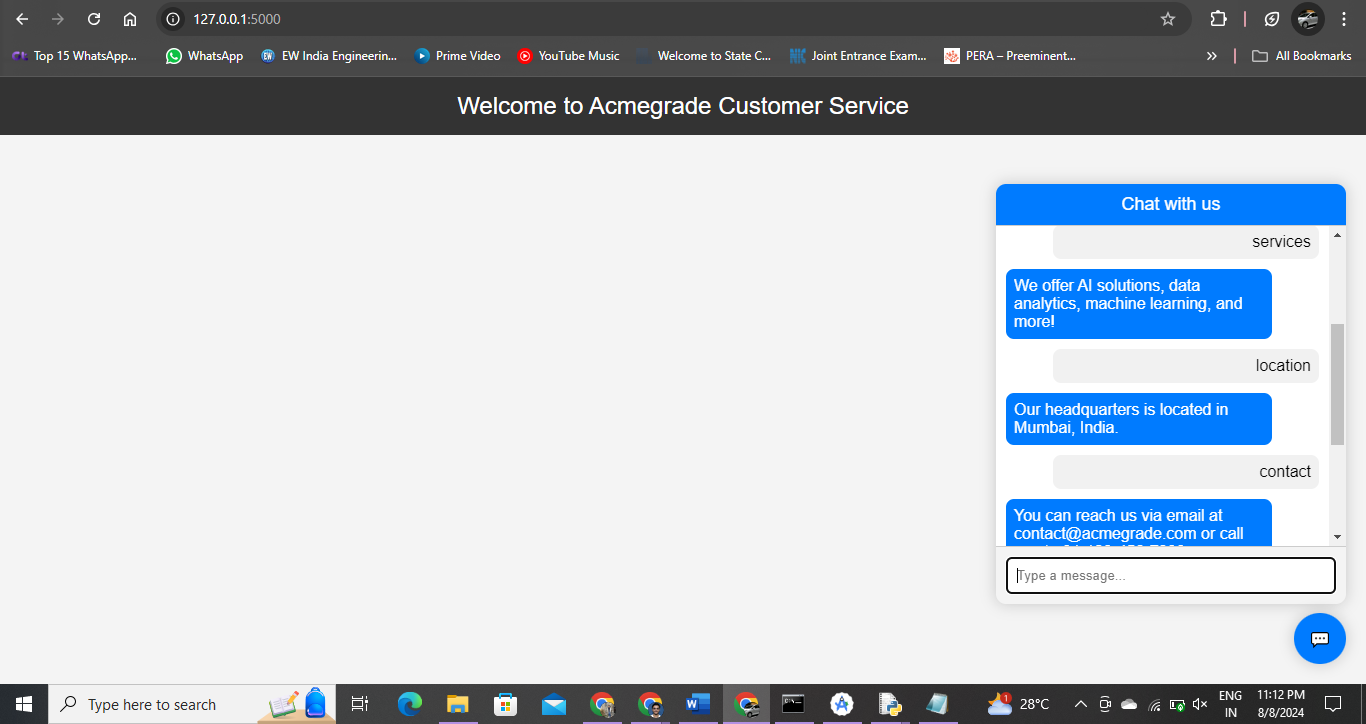 127.0.0.1:5000
Top 15 WhatsApp...
WhatsApp
EW India Engineerin...
Prime Video
YouTube Music
Welcome to State C...
Joint Entrance Exam...
PERA – Preeminent...
All Bookmarks
Welcome to Acmegrade Customer Service
Chat with us
services
We offer AI solutions, data
analytics, machine learning, and
more!
location
Our headquarters is located in
Mumbai, India.
contact
You can reach us via email at
contact@acmegrade.com or call
Type a message...
Type here to search
28°C
ENG
IN
11:12 PM
8/8/2024